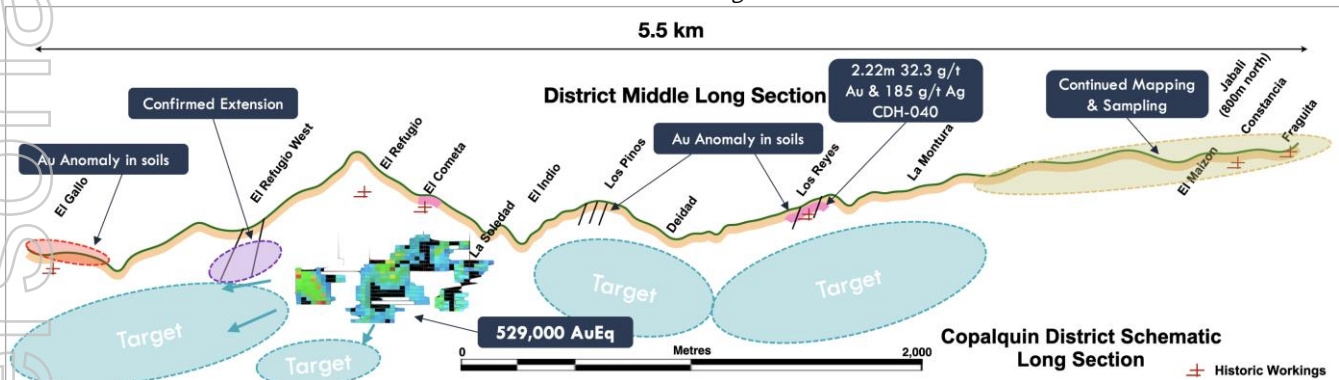 5.5 km
District Middle Long Section
2.22m 32.3 g/t
Au & 185 g/t Ag
CDH-040
Continued Mapping
& Sampling
Jabali
(800m north)
Constancia
Fraguita
El Maizon
Confirmed Extension
Au Anomaly in soils
El Gallo
El Refugio West
El Refugio
El Cometa
La Soledad
El Indio
Los Pinos
Au Anomaly in soils
Deidad
Los Reyes
La Montura
Target
Target
Target
Target
529,000 AuEq
0 Metres 2,000
Copalquin District Schematic
Long Section
Historic Workings